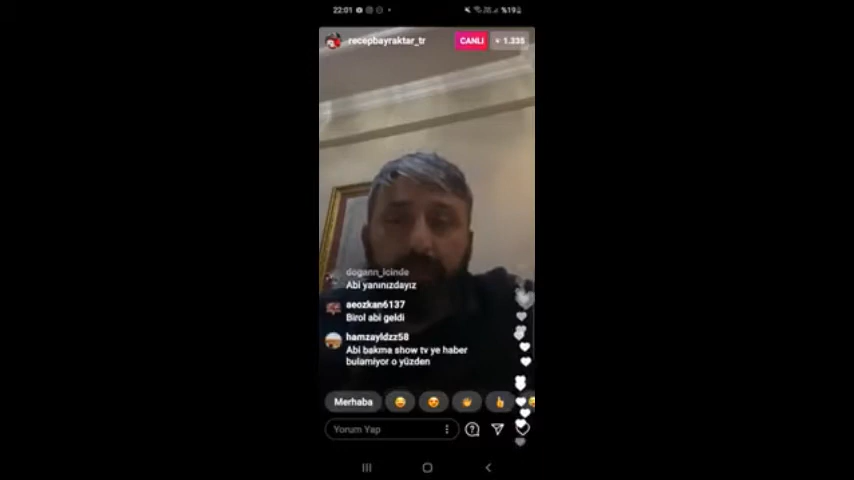 22:01
%19
recepbayraktar_tr
CANLI
1.335
dogann_icinde
Abi yanınızdayız
aeozkan6137
Birol abi geldi
hamzayldzz58
Abi bakma show tv ye haber
bulamiyor o yüzden
Merhaba
Yorum Yap